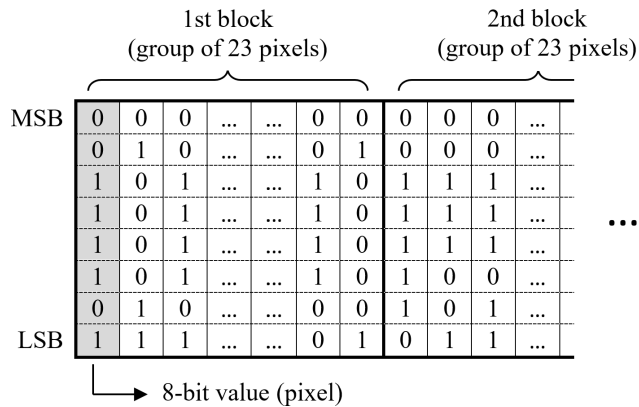 1st block
(group of 23 pixels)
2nd block
(group of 23 pixels)
MSB 0 0 0 ... ... 0 0 0 0 0 ...
0 1 0 ... ... 0 1 0 0 0 ...
1 0 1 ... ... 1 0 1 1 1 ...
1 0 1 ... ... 1 0 1 1 1 ...
1 0 1 ... ... 1 0 1 1 1 ...
1 0 1 ... ... 1 0 1 0 0 ...
0 1 0 ... ... 0 0 1 0 1 ...
LSB 1 1 1 ... ... 0 1 0 1 1 ...
...
8-bit value (pixel)